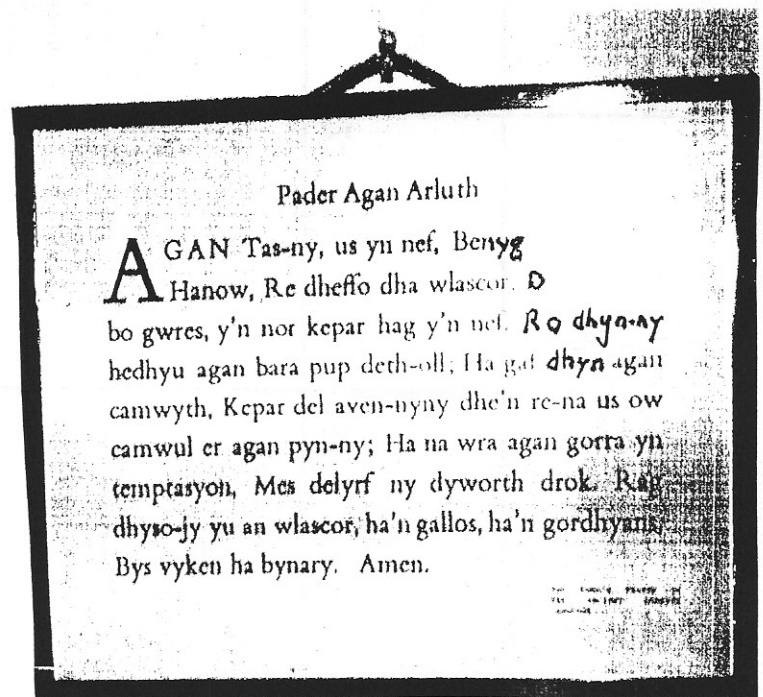 Pader Agan Arluth
AGAN Tas-ny, us yn nef, Benyg
Hanow, Re dheffo dha wlascor. D
bo gwres, y'n nor kepar hag y'n nef. Ro dhyn-ny
hedhyu agan bara pup deth-oll; Ha gaf dhyn agan
camwyth, Kepar del aven-nyny dhe'n re-na us ow
camwul er agan pyn-ny; Ha na wra agan gorra yn
temptasyon, Mes delyrf ny dyworth drok. Rag
dhyso-jy yu an wlascor, ha'n gallos, ha'n gordhyans,
Bys vyken ha bynary. Amen.